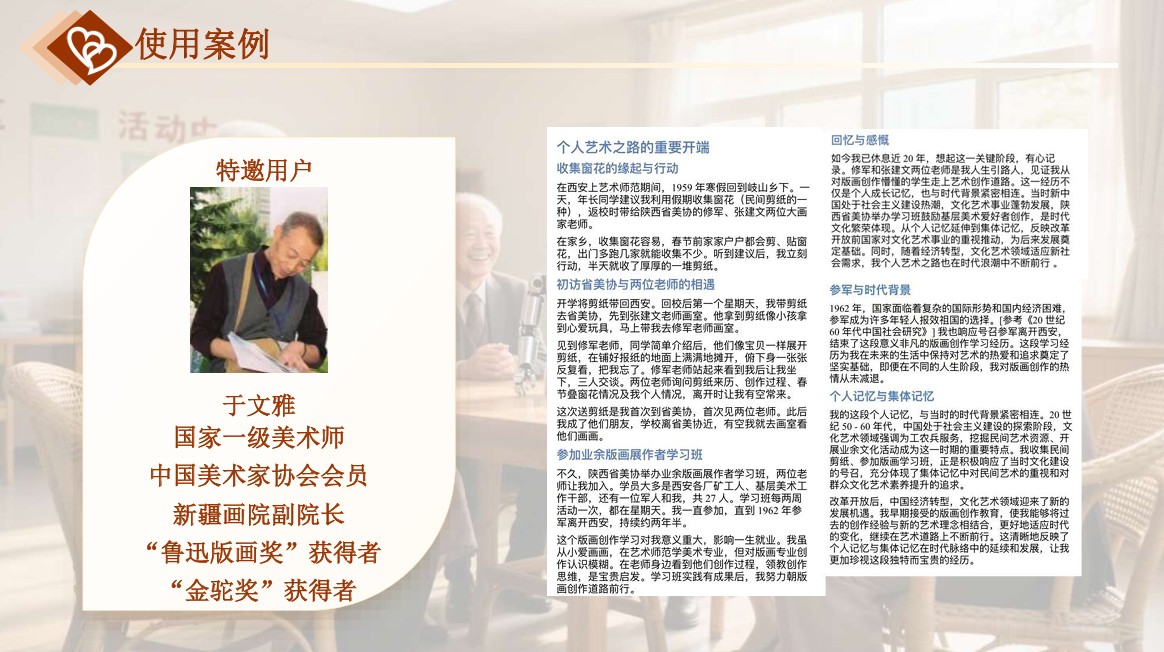 使用案例
活动中
特邀用户
于文雅
国家一级美术师
中国美术家协会会员
新疆画院副院长
“鲁迅版画奖”获得者
“金驼奖”获得者
个人艺术之路的重要开端
收集窗花的缘起与行动
在西安上艺术师范期间，1959 年寒假回到岐山乡下。一
天，年长同学建议我利用假期收集窗花（民间剪纸的一
种），返校时带给陕西省美协的修军、张建文两位大画
家老师。
在家乡，收集窗花容易，春节前家家户户都会剪、贴窗
花，出门多跑几家就能收集不少。听到建议后，我立刻
行动，半天就收了厚厚的一堆剪纸。
初访省美协与两位老师的相遇
开学将剪纸带回西安。回校后第一个星期天，我带剪纸
去省美协，先到张建文老师画室。他拿到剪纸像小孩拿
到心爱玩具，马上带我去修军老师画室。
见到修军老师，同学简单介绍后，他们像宝贝一样展开
剪纸，在铺好报纸的地面上满满地摊开，俯下身一张张
反复看，把我忘了。修军老师站起来看到我后让我坐
下，三人交谈。两位老师询问剪纸来历、创作过程、春
节叠窗花情况及我个人情况，离开时让我有空常来。
这次送剪纸是我首次到省美协，首次见两位老师。此后
我成了他们朋友，学校离省美协近，有空我就去画室看
他们画画。
参加业余版画展作者学习班
不久，陕西省美协举办业余版画展作者学习班，两位老
师让我加入。学员大多是西安各厂矿工人、基层美术工
作干部，还有一位军人和我，共 27 人。学习班每两周
活动一次，都在星期天。我一直参加，直到 1962 年参
军离开西安，持续约两年半。
这个版画创作学习对我意义重大，影响一生就业。我虽
从小爱画画，在艺术师范学美术专业，但对版画专业创
作认识模糊。在老师身边看到他们创作过程，领教创作
思维，是宝贵启发。学习班实践有成果后，我努力朝版
画创作道路前行。
回忆与感慨
如今我已休息近 20 年，想起这一关键阶段，有心记
录。修军和张建文两位老师是我人生引路人，见证我从
对版画创作懵懂的学生走上艺术创作道路。这一经历不
仅是个人成长记忆，也与时代背景紧密相连。当时新中
国处于社会主义建设热潮，文化艺术事业蓬勃发展，陕
西省美协举办学习班鼓励基层美术爱好者创作，是时代
文化繁荣体现。从个人记忆延伸到集体记忆，反映改革
开放前国家对文化艺术事业的重视推动，为后来发展奠
定基础。同时，随着经济转型，文化艺术领域适应新社
会需求，我个人艺术之路也在时代浪潮中不断前行 。
参军与时代背景
1962 年，国家面临着复杂的国际形势和国内经济困难，
参军成为许多年轻人报效祖国的选择。[参考《20 世纪
60 年代中国社会研究》] 我也响应号召参军离开西安，
结束了这段意义非凡的版画创作学习经历。这段学习经
历为我在未来的生活中保持对艺术的热爱和追求奠定了
坚实基础，即便在不同的人生阶段，我对版画创作的热
情从未减退。
个人记忆与集体记忆
我的这段个人记忆，与当时的时代背景紧密相连。20 世
纪 50 - 60 年代，中国处于社会主义建设的探索阶段，文
化艺术领域强调为工农兵服务，挖掘民间艺术资源、开
展业余文化活动成为这一时期的重要特点。我收集民间
剪纸、参加版画学习班，正是积极响应了当时文化建设
的号召，充分体现了集体记忆中对民间艺术的重视和对
群众文化艺术素养提升的追求。
改革开放后，中国经济转型，文化艺术领域迎来了新的
发展机遇。我早期接受的版画创作教育，使我能够将过
去的创作经验与新的艺术理念相结合，更好地适应时代
的变化，继续在艺术道路上不断前行。这清晰地反映了
个人记忆与集体记忆在时代脉络中的延续和发展，让我
更加珍视这段独特而宝贵的经历。